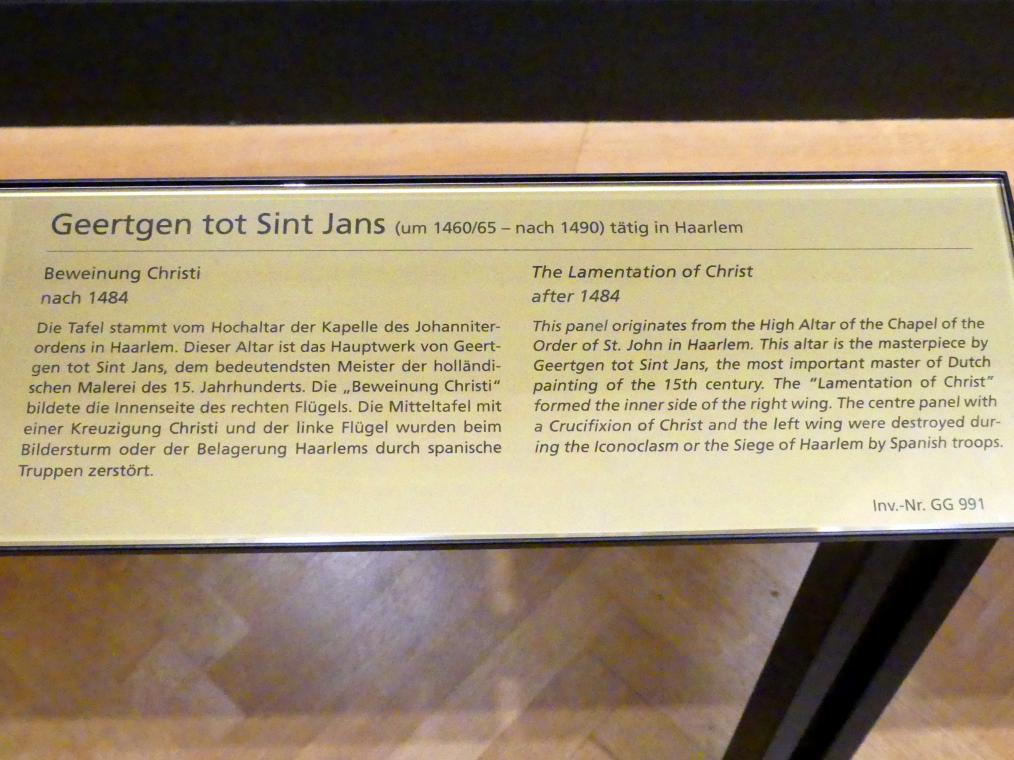 Geertgen tot Sint Jans (um 1460/65 – nach 1490) tätig in Haarlem
Beweinung Christi
nach 1484
Die Tafel stammt vom Hochaltar der Kapelle des Johanniter-
ordens in Haarlem. Dieser Altar ist das Hauptwerk von Geert-
gen tot Sint Jans, dem bedeutendsten Meister der holländi-
schen Malerei des 15. Jahrhunderts. Die „Beweinung Christi“
bildete die Innenseite des rechten Flügels. Die Mitteltafel mit
einer Kreuzigung Christi und der linke Flügel wurden beim
Bildersturm oder der Belagerung Haarlems durch spanische
Truppen zerstört.
The Lamentation of Christ
after 1484
This panel originates from the High Altar of the Chapel of the
Order of St. John in Haarlem. This altar is the masterpiece by
Geertgen tot Sint Jans, the most important master of Dutch
painting of the 15th century. The “Lamentation of Christ”
formed the inner side of the right wing. The centre panel with
a Crucifixion of Christ and the left wing were destroyed dur-
ing the Iconoclasm or the Siege of Haarlem by Spanish troops.
Inv.-Nr. GG 991